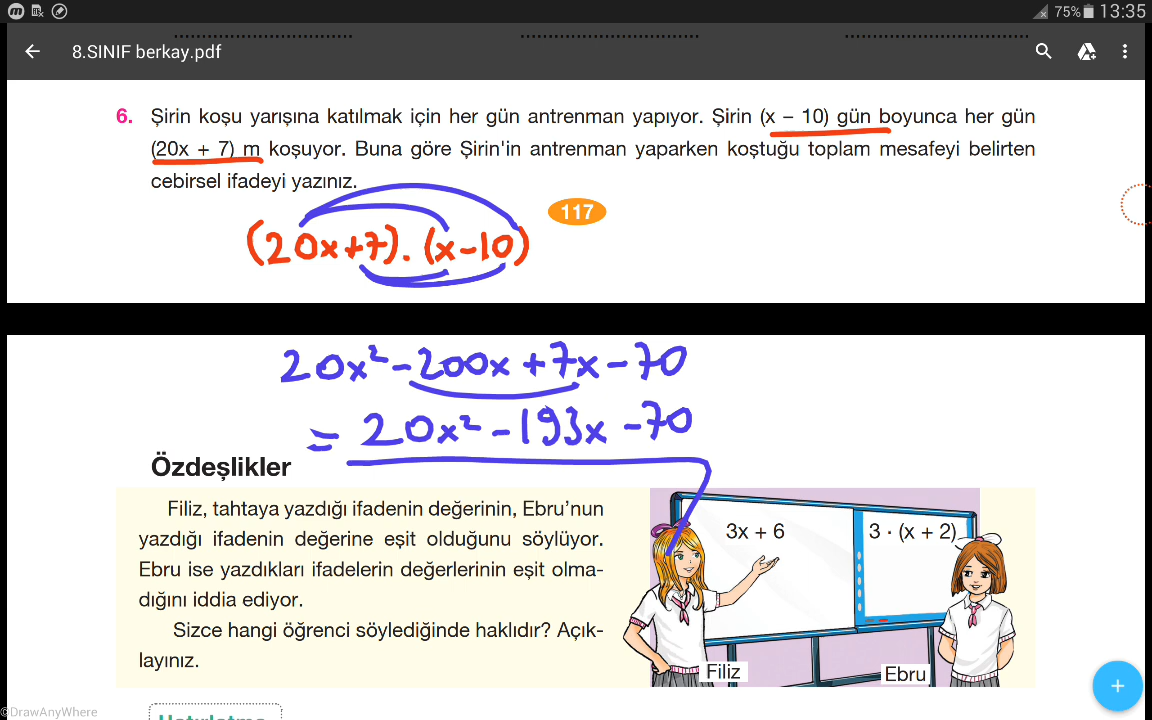 75% 13:35
8.SINIF berkay.pdf
6. Şirin koşu yarışına katılmak için her gün antrenman yapıyor. Şirin (x – 10) gün boyunca her gün
(20x + 7) m koşuyor. Buna göre Şirin'in antrenman yaparken koştuğu toplam mesafeyi belirten
cebirsel ifadeyi yazınız.
117
(20x+7).(x-10)
20x²-200x+7x-70
= 20x²-193x-70
Özdeşlikler
Filiz, tahtaya yazdığı ifadenin değerinin, Ebru’nun
yazdığı ifadenin değerine eşit olduğunu söylüyor.
Ebru ise yazdıkları ifadelerin değerlerinin eşit olma-
dığını iddia ediyor.
Sizce hangi öğrenci söylediğinde haklıdır? Açık-
layınız.
3x + 6
3 · (x + 2)
Filiz
Ebru
©DrawAnyWhere
Hatırlatma